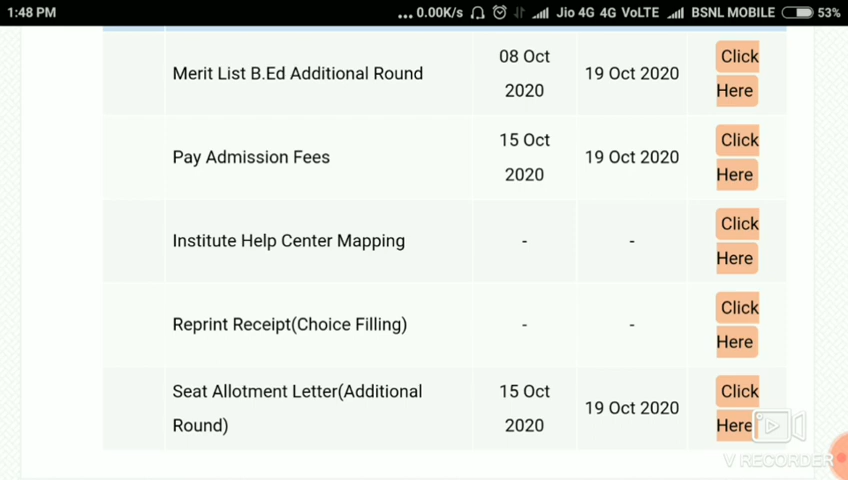 1:48 PM ... 0.00K/s Jio 4G 4G VoLTE BSNL MOBILE 53%
Merit List B.Ed Additional Round 08 Oct 2020 19 Oct 2020 Click Here
Pay Admission Fees 15 Oct 2020 19 Oct 2020 Click Here
Institute Help Center Mapping - - Click Here
Reprint Receipt(Choice Filling) - - Click Here
Seat Allotment Letter(Additional Round) 15 Oct 2020 19 Oct 2020 Click Here
V RECORDER